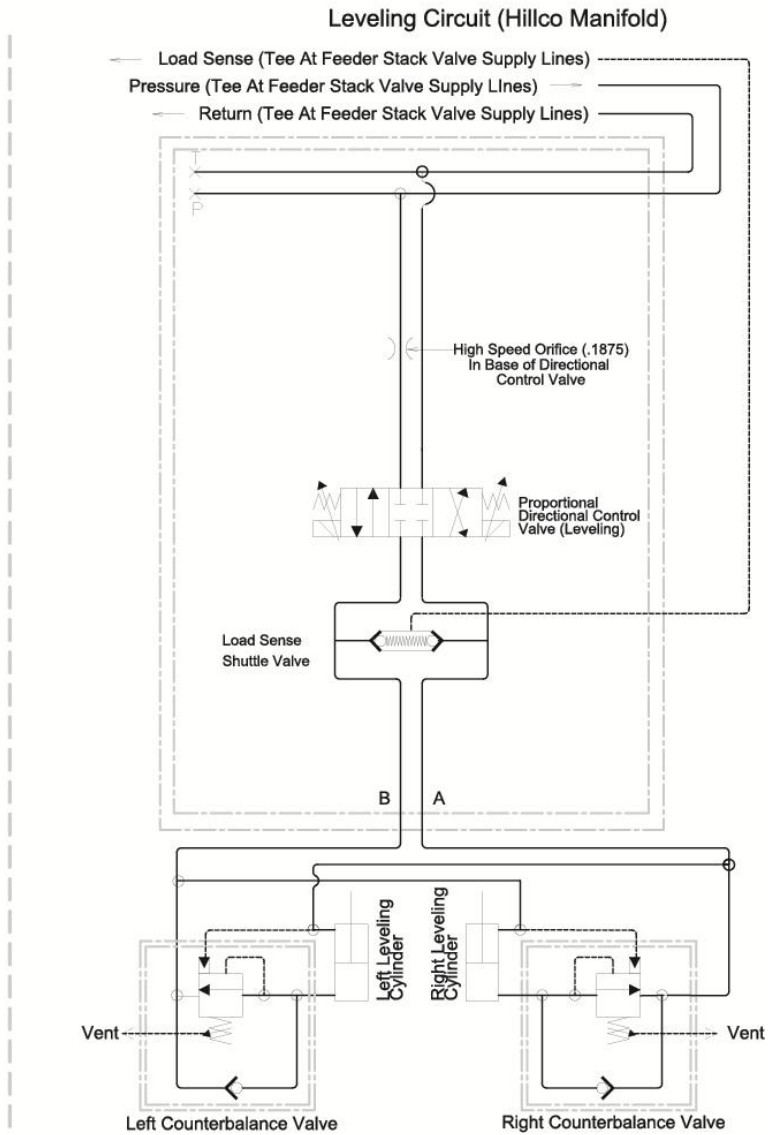 Leveling Circuit (Hillco Manifold)
Load Sense (Tee At Feeder Stack Valve Supply Lines)
Pressure (Tee At Feeder Stack Valve Supply LInes)
Return (Tee At Feeder Stack Valve Supply Lines)
T
P
High Speed Orifice (.1875)
In Base of Directional
Control Valve
Proportional
Directional Control
Valve (Leveling)
Load Sense
Shuttle Valve
B
A
Left Leveling
Cylinder
Right Leveling
Cylinder
Vent
Vent
Left Counterbalance Valve
Right Counterbalance Valve